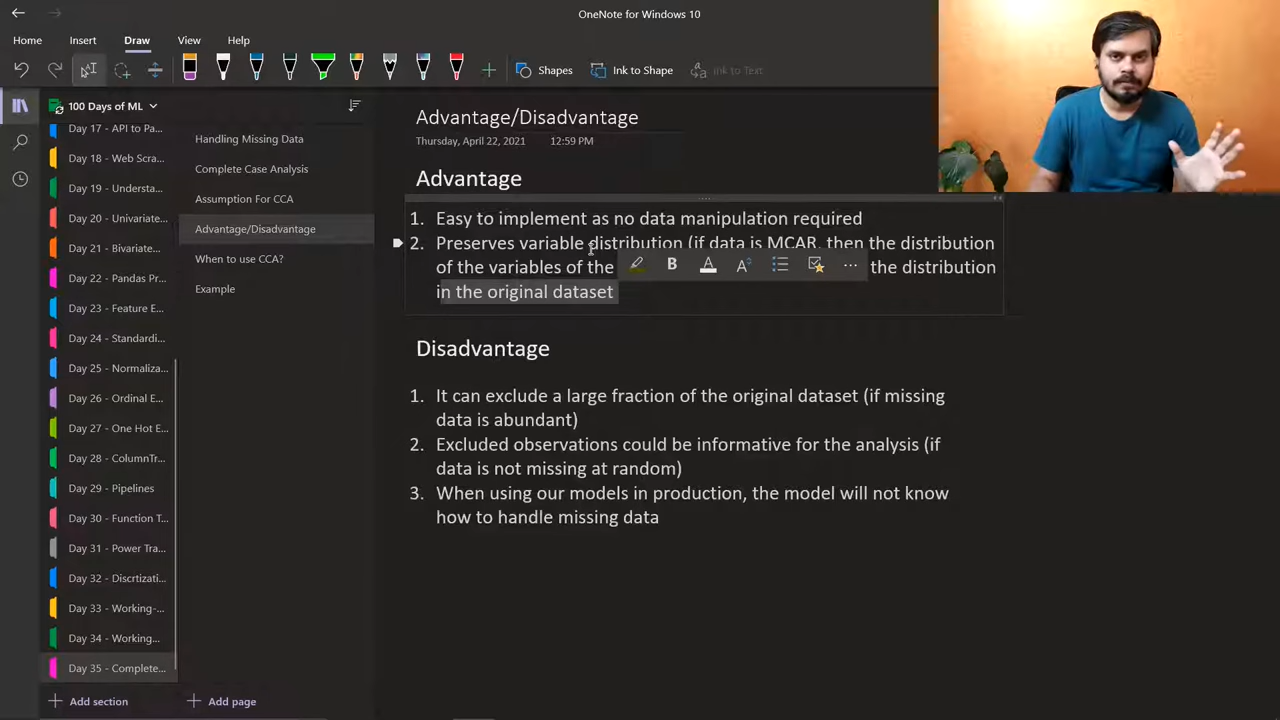 OneNote for Windows 10
Home
Insert
Draw
View
Help
Shapes
Ink to Shape
Ink to Text
100 Days of ML
Day 17 - API to Pa...
Day 18 - Web Scra...
Day 19 - Understa...
Day 20 - Univariate...
Day 21 - Bivariate...
Day 22 - Pandas Pr...
Day 23 - Feature E...
Day 24 - Standardi...
Day 25 - Normaliza...
Day 26 - Ordinal E...
Day 27 - One Hot E...
Day 28 - ColumnTr...
Day 29 - Pipelines
Day 30 - Function T...
Day 31 - Power Tra...
Day 32 - Discrtizati...
Day 33 - Working-...
Day 34 - Working...
Day 35 - Complete...
Add section
Handling Missing Data
Complete Case Analysis
Assumption For CCA
Advantage/Disadvantage
When to use CCA?
Example
Add page
Advantage/Disadvantage
Thursday, April 22, 2021 12:59 PM
Advantage
1. Easy to implement as no data manipulation required
2. Preserves variable distribution (if data is MCAR, then the distribution
of the variables of the the distribution
in the original dataset
B A A
Disadvantage
1. It can exclude a large fraction of the original dataset (if missing
data is abundant)
2. Excluded observations could be informative for the analysis (if
data is not missing at random)
3. When using our models in production, the model will not know
how to handle missing data